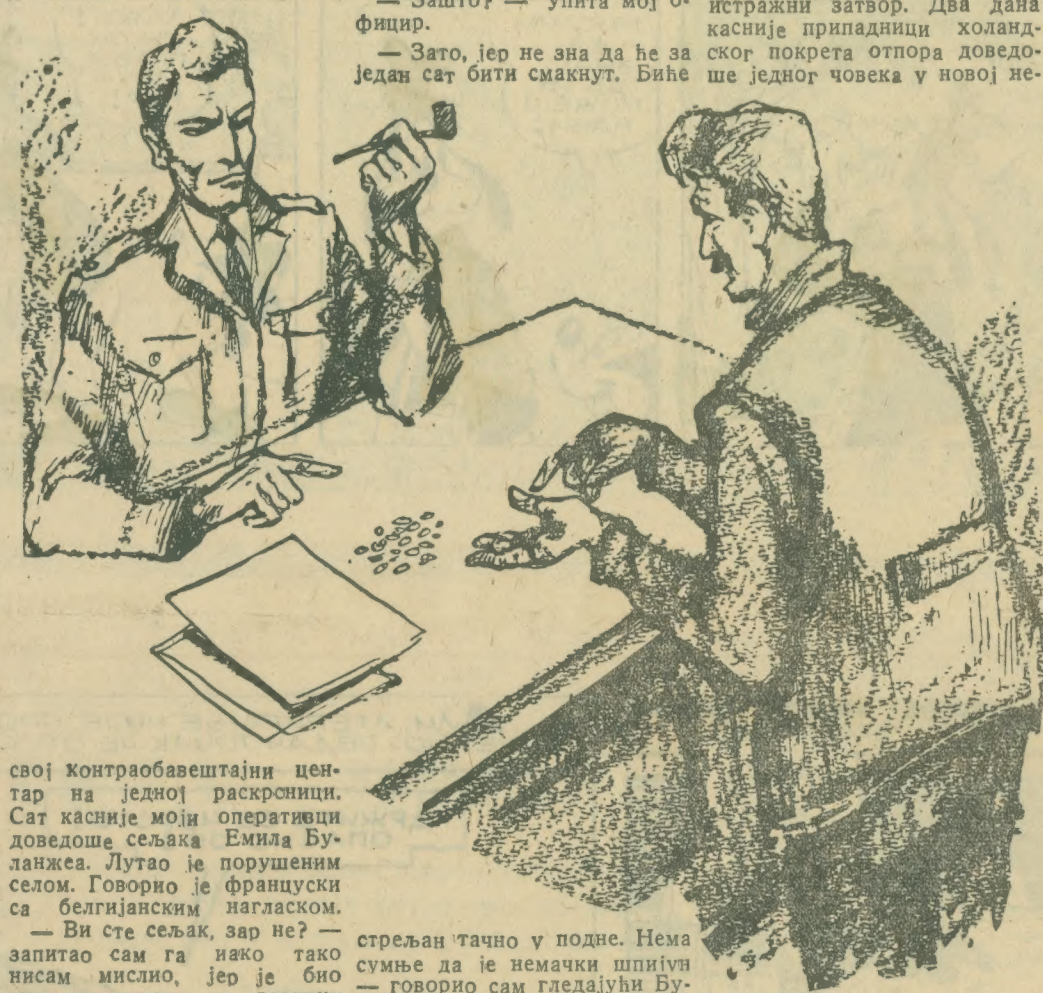 свој контраобавештајни цен-
тар на једној раскрсници.
Сат касније моји оперативци
доведоше сељака Емила Бу-
ланжеа. Лутао је порушеним
селом. Говорио је француски
са белгијанским нагласком.
— Ви сте сељак, зар не? —
запитао сам га иако тако
нисам мислио, јер је био
— Зашто? — упита мој о-
фицир.
— Зато, јер не зна да ће за
један сат бити смакнут. Биће
стрељан тачно у подне. Нема
сумње да је немачки шпијун
— говорио сам гледајући Бу-
истражни затвор. Два дана
касније припадници холанд-
ског покрета отпора доведо-
ше једног човека у новој не-